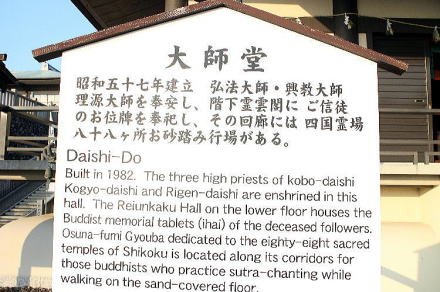 大師堂
昭和五十七年建立　弘法大師・興教大師
理源大師を奉安し、階下霊雲閣に ご信徒
のお位牌を奉祀し、その回廊には 四国霊場
八十八ヶ所お砂踏み行場がある。
Daishi-Do
Built in 1982. The three high priests of kobo-daishi
Kogyo-daishi and Rigen-daishi are enshrined in this
hall. The Reiunkaku Hall on the lower floor houses the
Buddist memorial tablets (ihai) of the deceased followers.
Osuna-fumi Gyouba dedicated to the eighty-eight sacred
temples of Shikoku is located along its corridors for
those buddhists who practice sutra-chanting while
walking on the sand-covered floor.